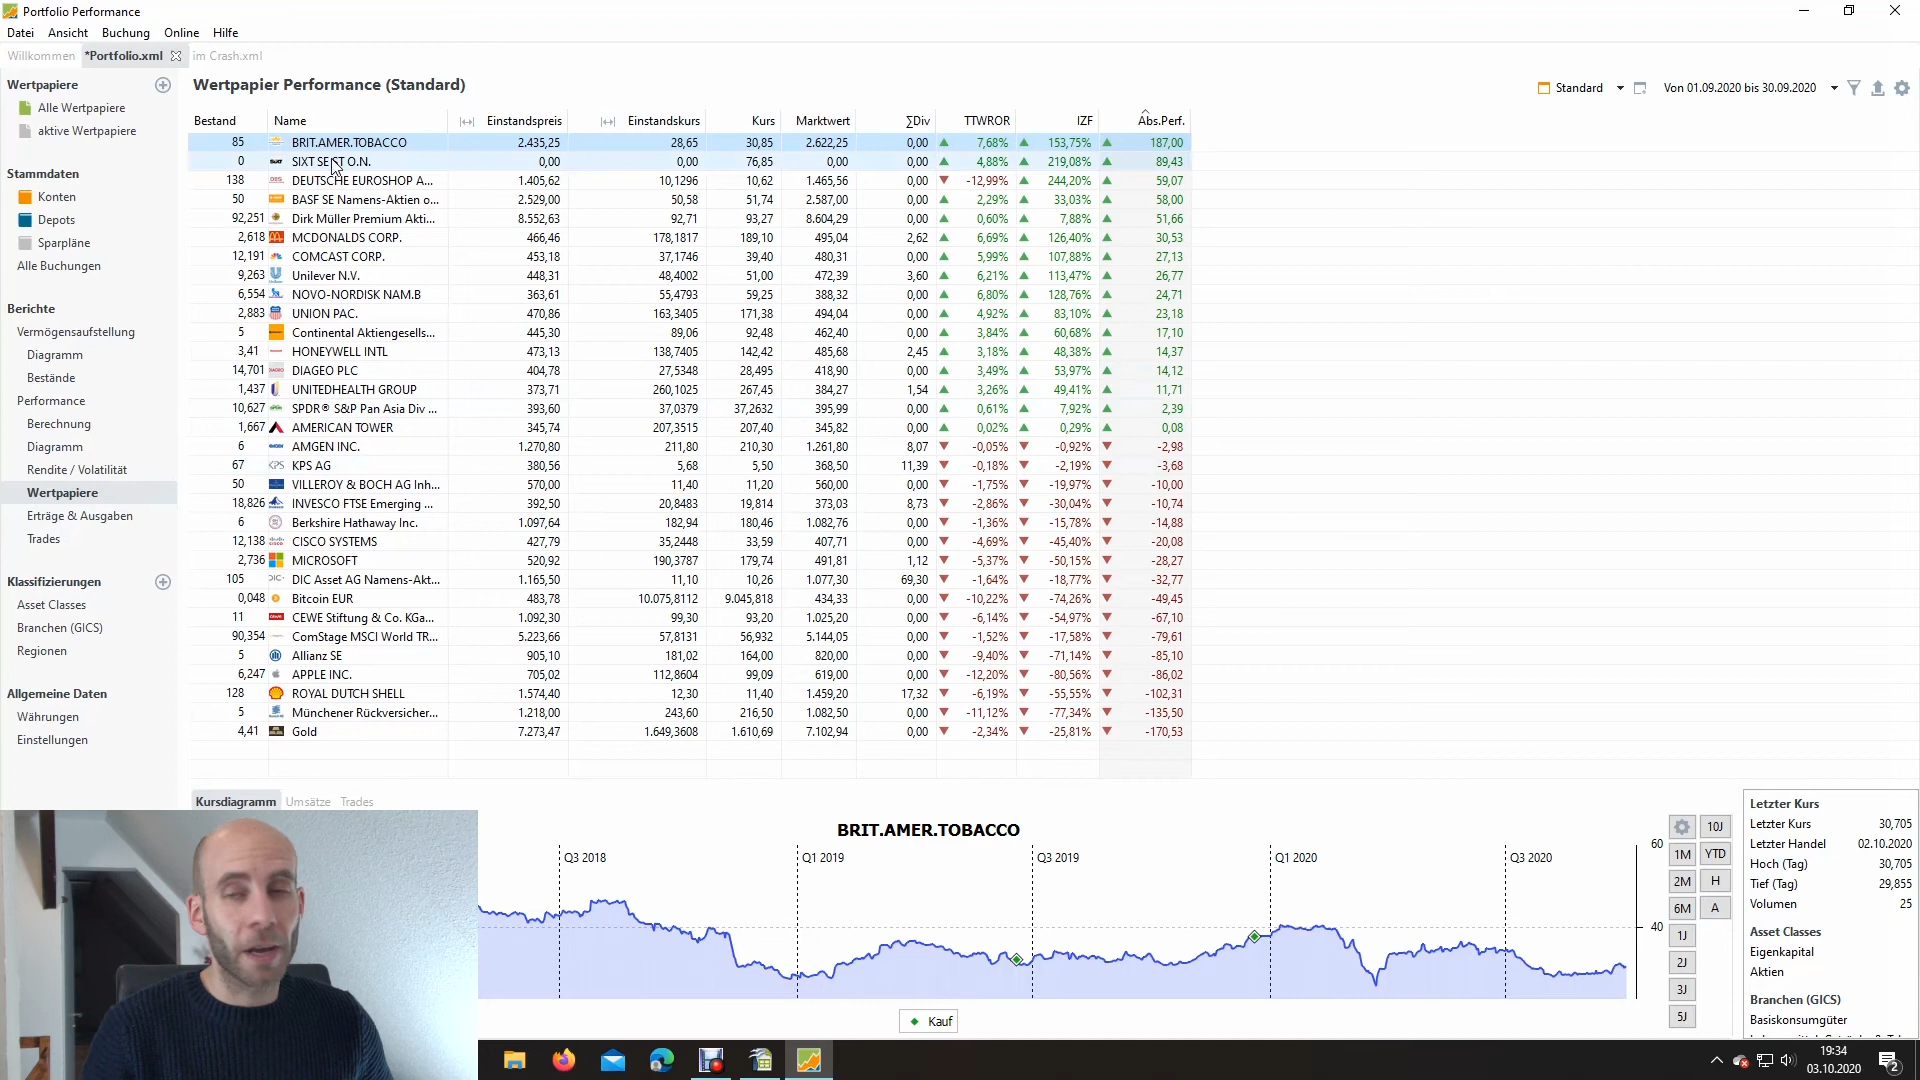 Portfolio Performance
Datei Ansicht Buchung Online Hilfe
Willkommen *Portfolio.xml im Crash.xml
Wertpapiere
Alle Wertpapiere
aktive Wertpapiere
Stammdaten
Konten
Depots
Sparpläne
Alle Buchungen
Berichte
Vermögensaufstellung
Diagramm
Bestände
Performance
Berechnung
Diagramm
Rendite / Volatilität
Wertpapiere
Erträge & Ausgaben
Trades
Klassifizierungen
Asset Classes
Branchen (GICS)
Regionen
Allgemeine Daten
Währungen
Einstellungen
Wertpapier Performance (Standard)
Standard Von 01.09.2020 bis 30.09.2020
Bestand Name Einstandspreis Einstandskurs Kurs Marktwert ∑Div TTWROR IZF Abs.Perf.
85 BRIT.AMER.TOBACCO 2.435,25 28,65 30,85 2.622,25 0,00 7,68% 153,75% 187,00
0 SIXT SE ST O.N. 0,00 0,00 76,85 0,00 0,00 4,88% 219,08% 89,43
138 DEUTSCHE EUROSHOP A... 1.405,62 10,1296 10,62 1.465,56 0,00 -12,99% 244,20% 59,07
50 BASF SE Namens-Aktien o... 2.529,00 50,58 51,74 2.587,00 0,00 2,29% 33,03% 58,00
92,251 Dirk Müller Premium Akti... 8.552,63 92,71 93,27 8.604,29 0,00 0,60% 7,88% 51,66
2,618 MCDONALDS CORP. 466,46 178,1817 189,10 495,04 2,62 6,69% 126,40% 30,53
12,191 COMCAST CORP. 453,18 37,1746 39,40 480,31 0,00 5,99% 107,88% 27,13
9,263 Unilever N.V. 448,31 48,4002 51,00 472,39 3,60 6,21% 113,47% 26,77
6,554 NOVO-NORDISK NAM.B 363,61 55,4793 59,25 388,32 0,00 6,80% 128,76% 24,71
2,883 UNION PAC. 470,86 163,3405 171,38 494,04 0,00 4,92% 83,10% 23,18
5 Continental Aktiengesells... 445,30 89,06 92,48 462,40 0,00 3,84% 60,68% 17,10
3,41 HONEYWELL INTL 473,13 138,7405 142,42 485,68 2,45 3,18% 48,38% 14,37
14,701 DIAGEO PLC 404,78 27,5348 28,495 418,90 0,00 3,49% 53,97% 14,12
1,437 UNITEDHEALTH GROUP 373,71 260,1025 267,45 384,27 1,54 3,26% 49,41% 11,71
10,627 SPDR® S&P Pan Asia Div ... 393,60 37,0379 37,2632 395,99 0,00 0,61% 7,92% 2,39
1,667 AMERICAN TOWER 345,74 207,3515 207,40 345,82 0,00 0,02% 0,29% 0,08
6 AMGEN INC. 1.270,80 211,80 210,30 1.261,80 8,07 -0,05% -0,92% -2,98
67 KPS AG 380,56 5,68 5,50 368,50 11,39 -0,18% -2,19% -3,68
50 VILLEROY & BOCH AG Inh... 570,00 11,40 11,20 560,00 0,00 -1,75% -19,97% -10,00
18,826 INVESCO FTSE Emerging ... 392,50 20,8483 19,814 373,03 8,73 -2,86% -30,04% -10,74
6 Berkshire Hathaway Inc. 1.097,64 182,94 180,46 1.082,76 0,00 -1,36% -15,78% -14,88
12,138 CISCO SYSTEMS 427,79 35,2448 33,59 407,71 0,00 -4,69% -45,40% -20,08
2,736 MICROSOFT 520,92 190,3787 179,74 491,81 1,12 -5,37% -50,15% -28,27
105 DIC Asset AG Namens-Akt... 1.165,50 11,10 10,26 1.077,30 69,30 -1,64% -18,77% -32,77
0,048 Bitcoin EUR 483,78 10.075,8112 9.045,818 434,33 0,00 -10,22% -74,26% -49,45
11 CEWE Stiftung & Co. KGa... 1.092,30 99,30 93,20 1.025,20 0,00 -6,14% -54,97% -67,10
90,354 ComStage MSCI World TR... 5.223,66 57,8131 56,932 5.144,05 0,00 -1,52% -17,58% -79,61
5 Allianz SE 905,10 181,02 164,00 820,00 0,00 -9,40% -71,14% -85,10
6,247 APPLE INC. 705,02 112,8604 99,09 619,00 0,00 -12,20% -80,56% -86,02
128 ROYAL DUTCH SHELL 1.574,40 12,30 11,40 1.459,20 17,32 -6,19% -55,55% -102,31
5 Münchener Rückversicher... 1.218,00 243,60 216,50 1.082,50 0,00 -11,12% -77,34% -135,50
4,41 Gold 7.273,47 1.649,3608 1.610,69 7.102,94 0,00 -2,34% -25,81% -170,53
Kursdiagramm Umsätze Trades
BRIT.AMER.TOBACCO
Q3 2018 Q1 2019 Q3 2019 Q1 2020 Q3 2020
60
40
Kauf
10J
1M YTD
2M H
6M A
1J
2J
3J
5J
Letzter Kurs
Letzter Kurs 30,705
Letzter Handel 02.10.2020
Hoch (Tag) 30,705
Tief (Tag) 29,855
Volumen 25
Asset Classes
Eigenkapital
Aktien
Branchen (GICS)
Basiskonsumgüter
19:34
03.10.2020
2